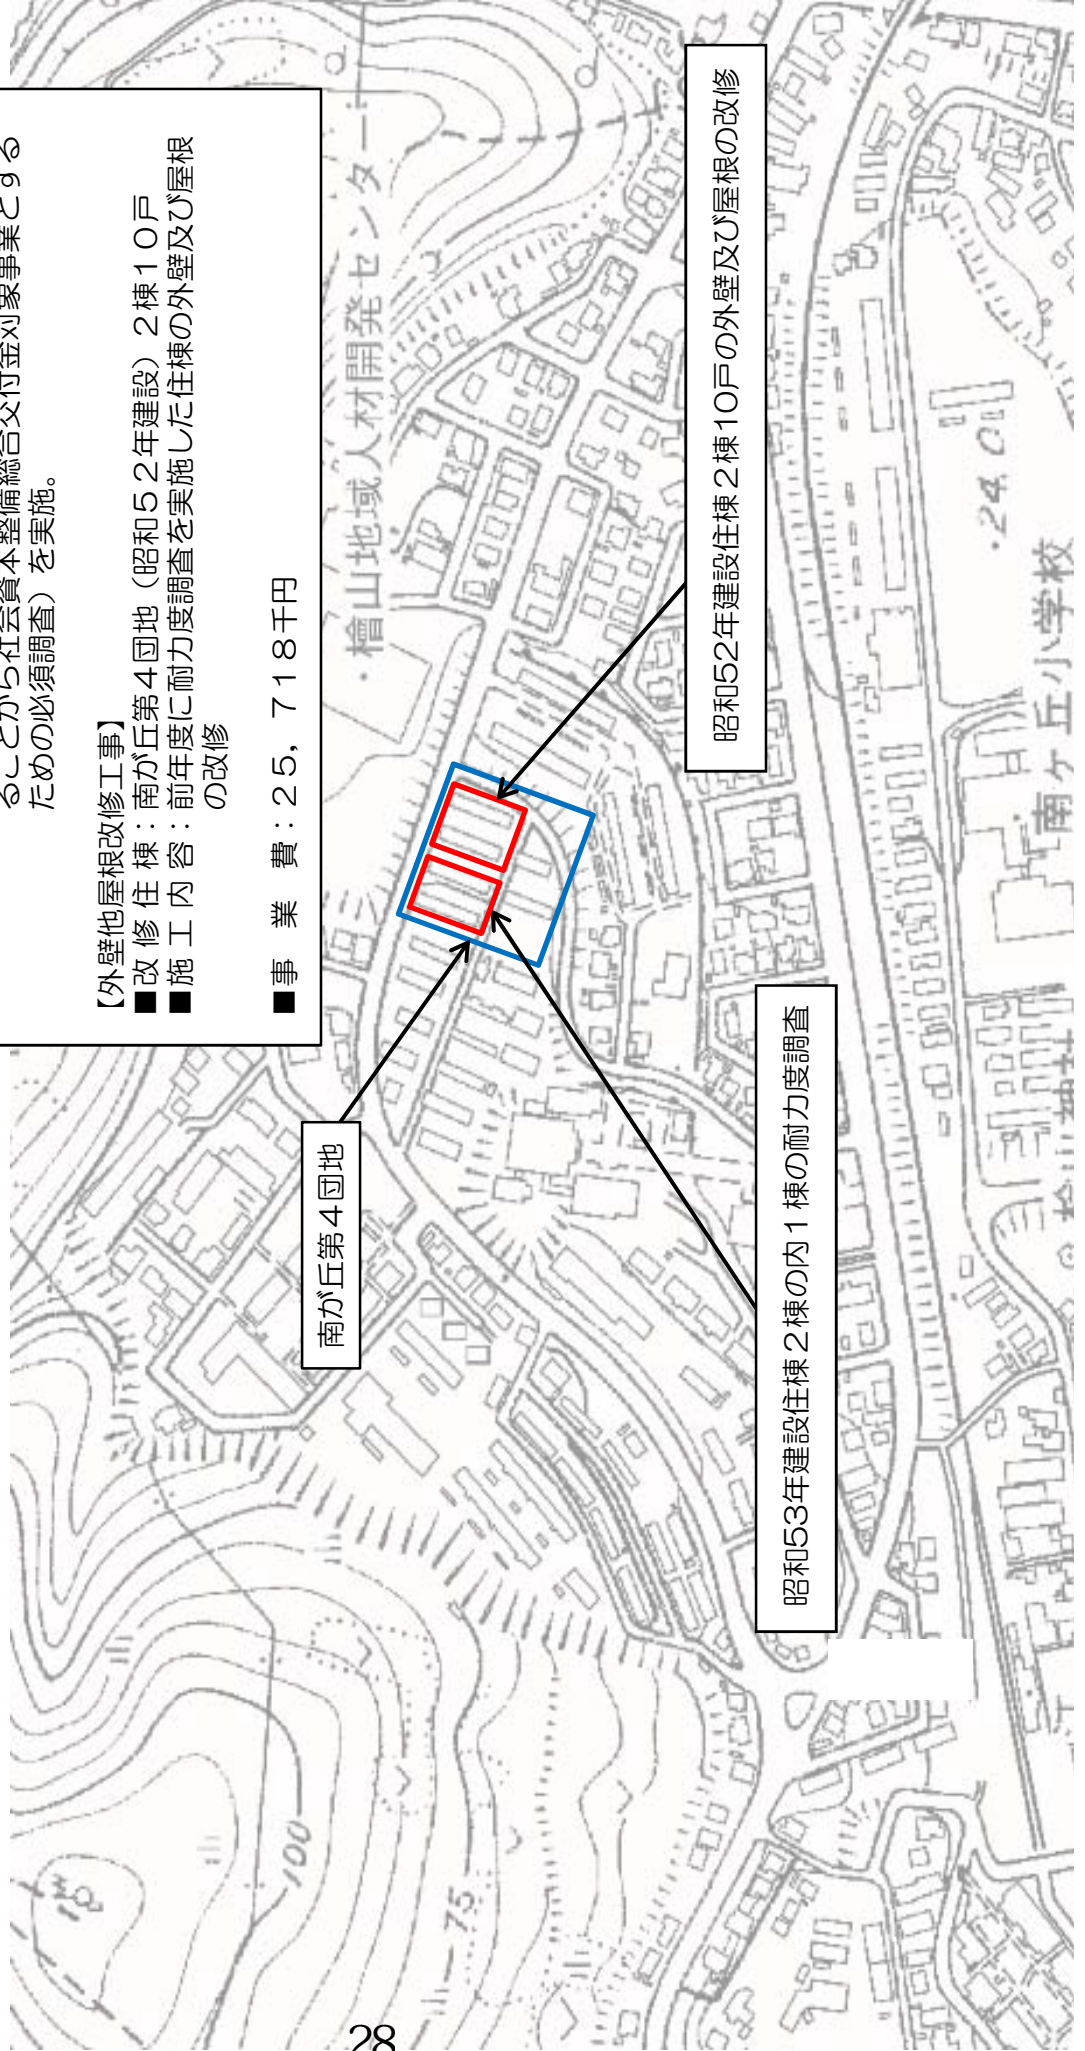 ることから社会資本整備総合交付金対象事業とする
ための必須調査）を実施。
【外壁他屋根改修工事】
■改修住棟：南が丘第４団地（昭和５２年建設）２棟１０戸
■施工内容：前年度に耐力度調査を実施した住棟の外壁及び屋根
の改修
■事業費：２５，７１８千円
・檜山地域人材開発センター
昭和52年建設住棟２棟10戸の外壁及び屋根の改修
南が丘第４団地
昭和53年建設住棟２棟の内１棟の耐力度調査
・24.0
南ヶ丘小学校
100
75
28